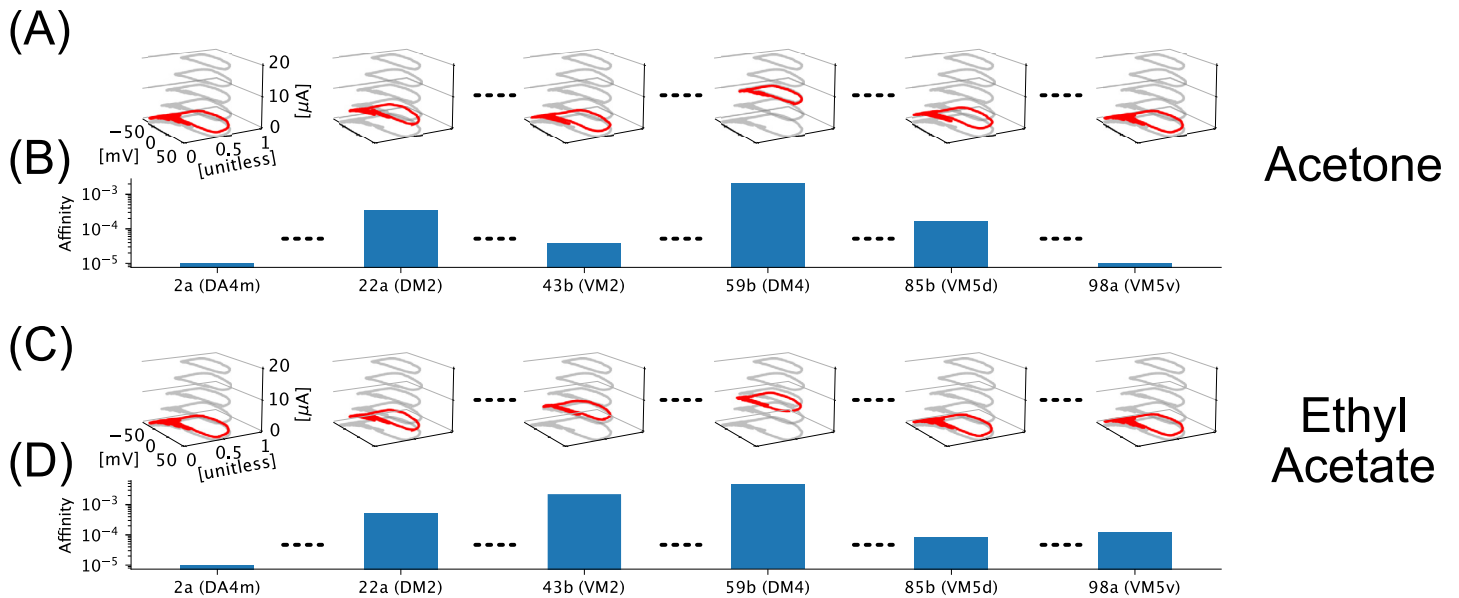 (A)
20
10
0
[μA]
−50
0
50
[mV]
0
0.5
1
[unitless]
Acetone
(B)
Affinity
10⁻³
10⁻⁴
10⁻⁵
2a (DA4m) 22a (DM2) 43b (VM2) 59b (DM4) 85b (VM5d) 98a (VM5v)
(C)
20
10
0
[μA]
−50
0
50
[mV]
0
0.5
1
[unitless]
Ethyl
Acetate
(D)
Affinity
10⁻³
10⁻⁴
10⁻⁵
2a (DA4m) 22a (DM2) 43b (VM2) 59b (DM4) 85b (VM5d) 98a (VM5v)